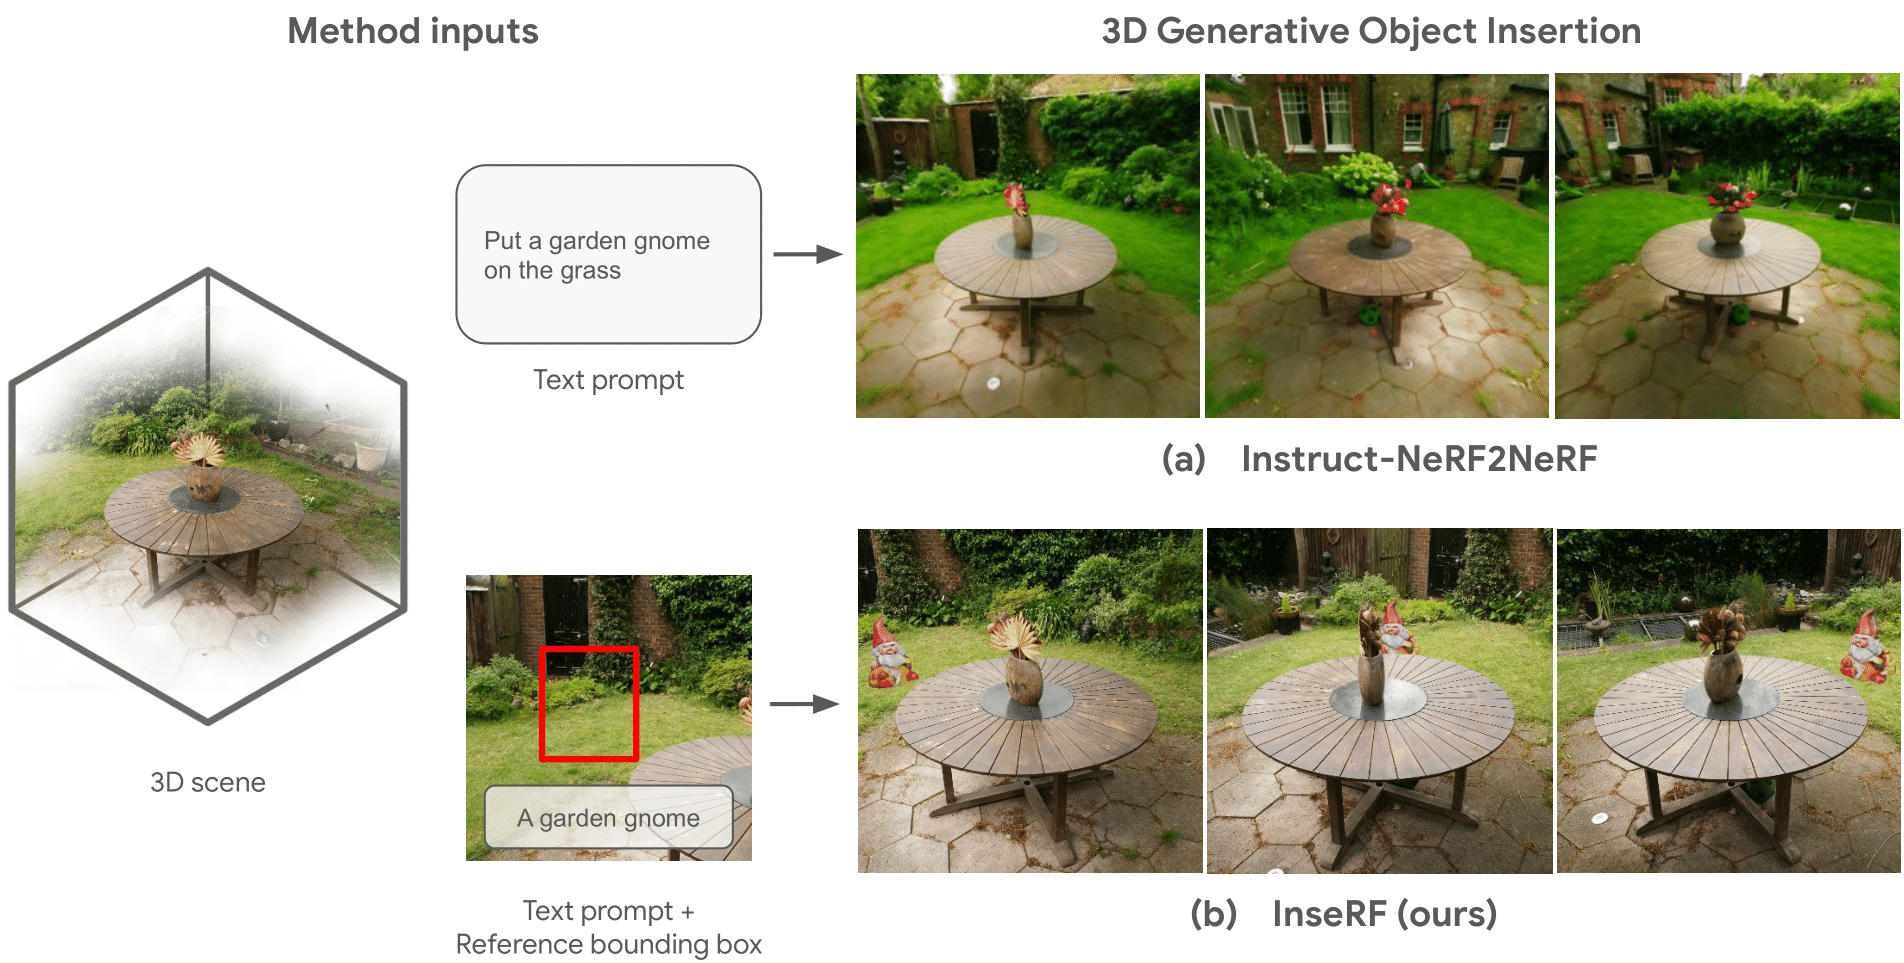 Method inputs
3D Generative Object Insertion
Put a garden gnome
on the grass
Text prompt
(a) Instruct-NeRF2NeRF
3D scene
A garden gnome
Text prompt +
Reference bounding box
(b) InseRF (ours)